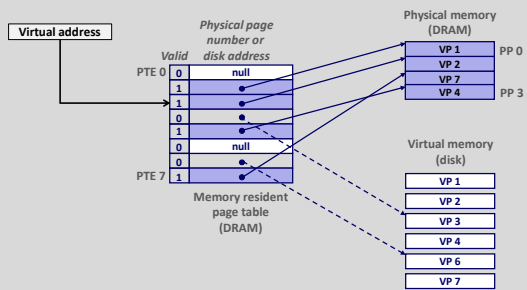 Virtual address
Physical page
number or
disk address
Valid
PTE 0
0
null
1
1
0
1
0
null
0
PTE 7
1
Memory resident
page table
(DRAM)
Physical memory
(DRAM)
VP 1
PP 0
VP 2
VP 7
VP 4
PP 3
Virtual memory
(disk)
VP 1
VP 2
VP 3
VP 4
VP 6
VP 7